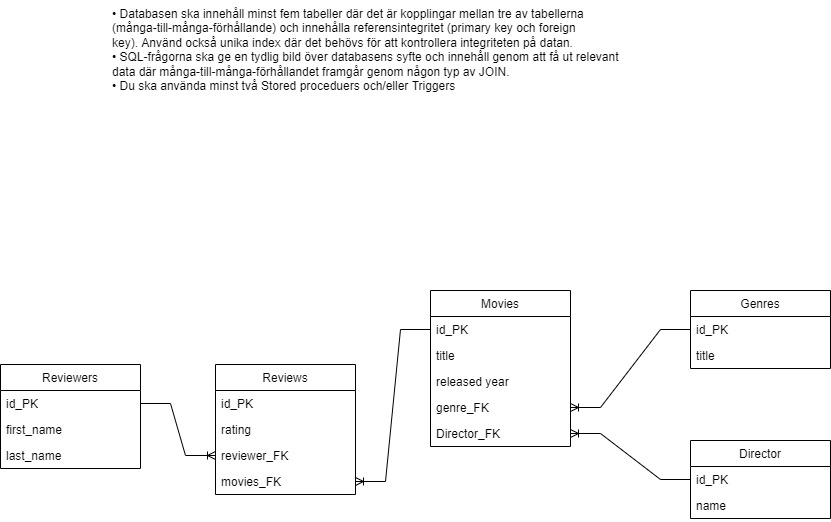 • Databasen ska innehåll minst fem tabeller där det är kopplingar mellan tre av tabellerna
(många-till-många-förhållande) och innehålla referensintegritet (primary key och foreign
key). Använd också unika index där det behövs för att kontrollera integriteten på datan.
• SQL-frågorna ska ge en tydlig bild över databasens syfte och innehåll genom att få ut relevant
data där många-till-många-förhållandet framgår genom någon typ av JOIN.
• Du ska använda minst två Stored proceduers och/eller Triggers
Reviewers
id_PK
first_name
last_name
Reviews
id_PK
rating
reviewer_FK
movies_FK
Movies
id_PK
title
released year
genre_FK
Director_FK
Genres
id_PK
title
Director
id_PK
name